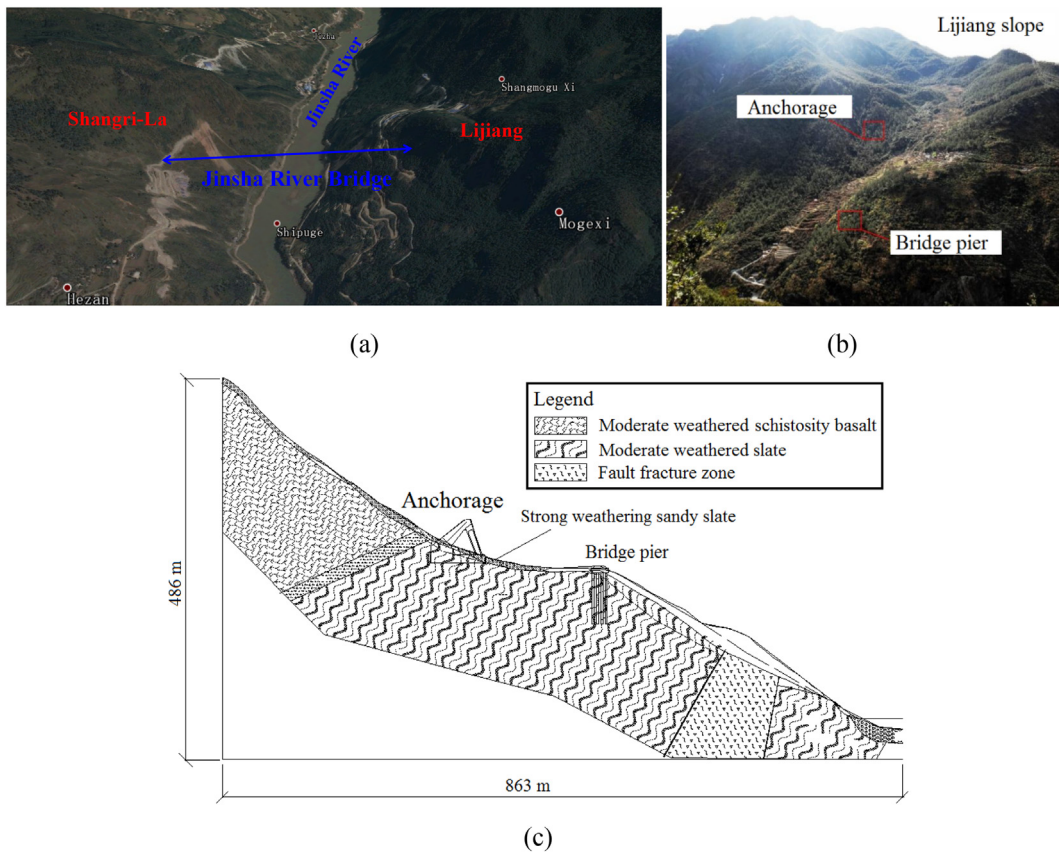 Tuzha
Jinsha River
Shangri-La
Shangmogu Xi
Lijiang
Jinsha River Bridge
Shipuge
Mogexi
Hezan
(a)
Lijiang slope
Anchorage
Bridge pier
(b)
Legend
Moderate weathered schistosity basalt
Moderate weathered slate
Fault fracture zone
Anchorage
Strong weathering sandy slate
Bridge pier
486 m
863 m
(c)